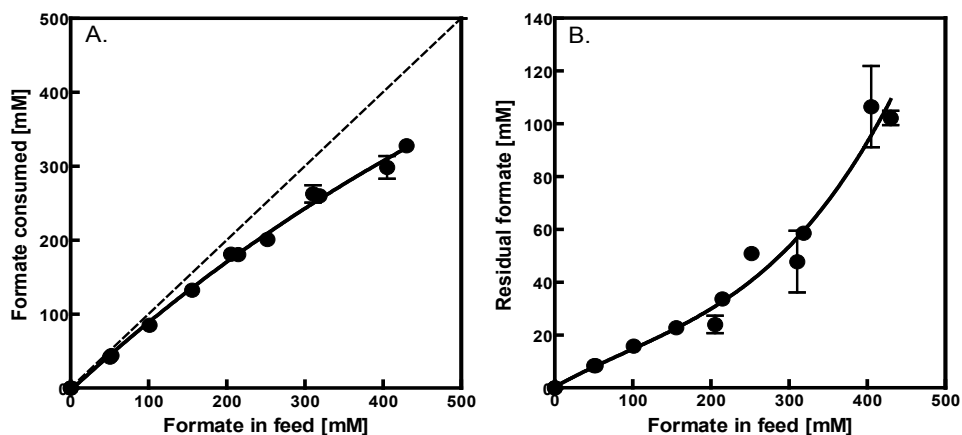 A.
Formate consumed [mM]
500
400
300
200
100
0
0 100 200 300 400 500
Formate in feed [mM]
B.
Residual formate [mM]
140
120
100
80
60
40
20
0
0 100 200 300 400 500
Formate in feed [mM]